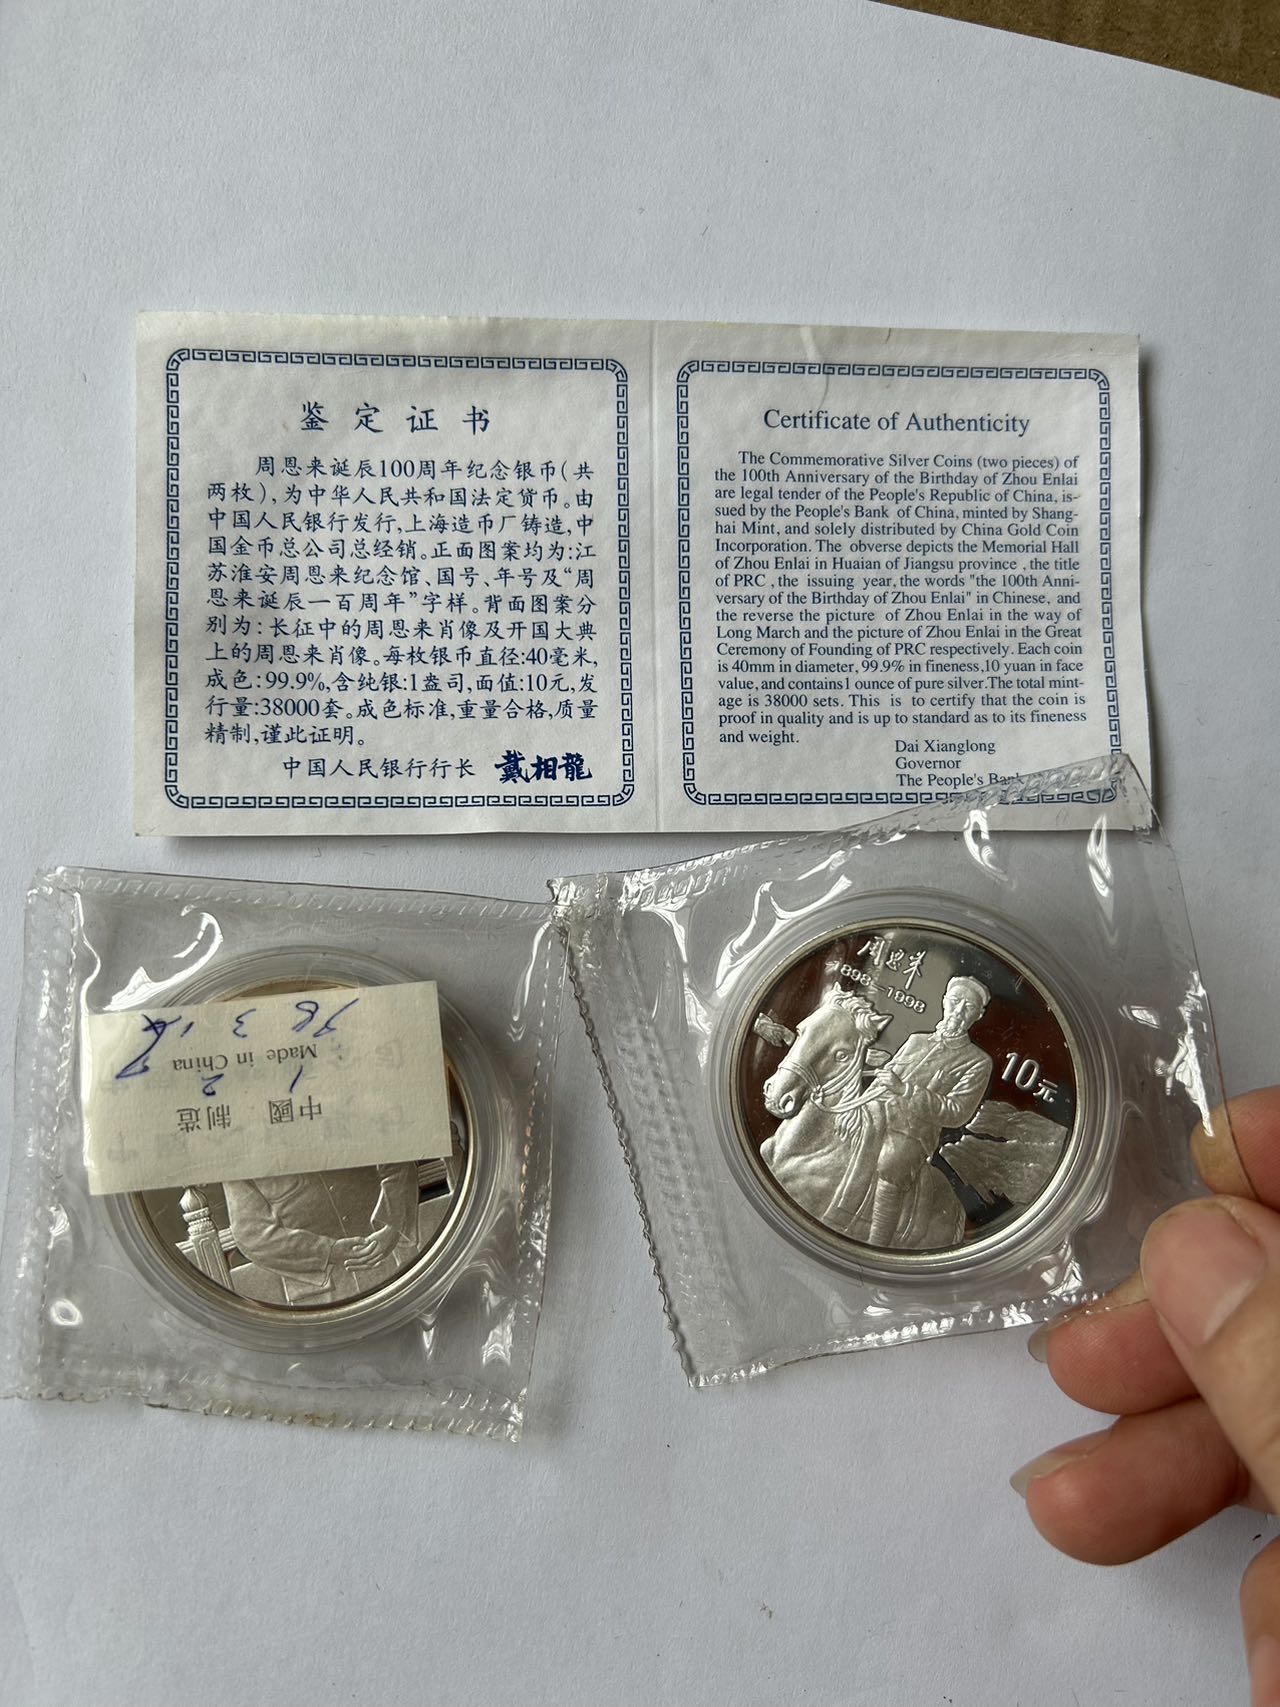 鉴定证书
周恩来诞辰100周年纪念银币(共
两枚),为中华人民共和国法定货币。由
中国人民银行发行,上海造币厂铸造,中
国金币总公司总经销。正面图案均为:江
苏淮安周恩来纪念馆、国号、年号及“周
恩来诞辰一百周年”字样。背面图案分
别为:长征中的周恩来肖像及开国大典
上的周恩来肖像。每枚银币直径:40毫米,
成色:99.9%,含纯银:1盎司,面值:10元,发
行量:38000套。成色标准,重量合格,质量
精制,谨此证明。
中国人民银行行长 戴相龍
Certificate of Authenticity
The Commemorative Silver Coins (two pieces) of
the 100th Anniversary of the Birthday of Zhou Enlai
are legal tender of the People's Republic of China, is-
sued by the People's Bank of China, minted by Shang-
hai Mint, and solely distributed by China Gold Coin
Incorporation. The obverse depicts the Memorial Hall
of Zhou Enlai in Huaian of Jiangsu province , the title
of PRC , the issuing year, the words "the 100th Anni-
versary of the Birthday of Zhou Enlai" in Chinese, and
the reverse the picture of Zhou Enlai in the way of
Long March and the picture of Zhou Enlai in the Great
Ceremony of Founding of PRC respectively. Each coin
is 40mm in diameter, 99.9% in fineness,10 yuan in face
value, and contains1 ounce of pure silver.The total mint-
age is 38000 sets. This is to certify that the coin is
proof in quality and is up to standard as to its fineness
and weight.
Dai Xianglong
Governor
The People's Bank
中國 制造
1 2
Made in China
周恩来
1898—1998
10元